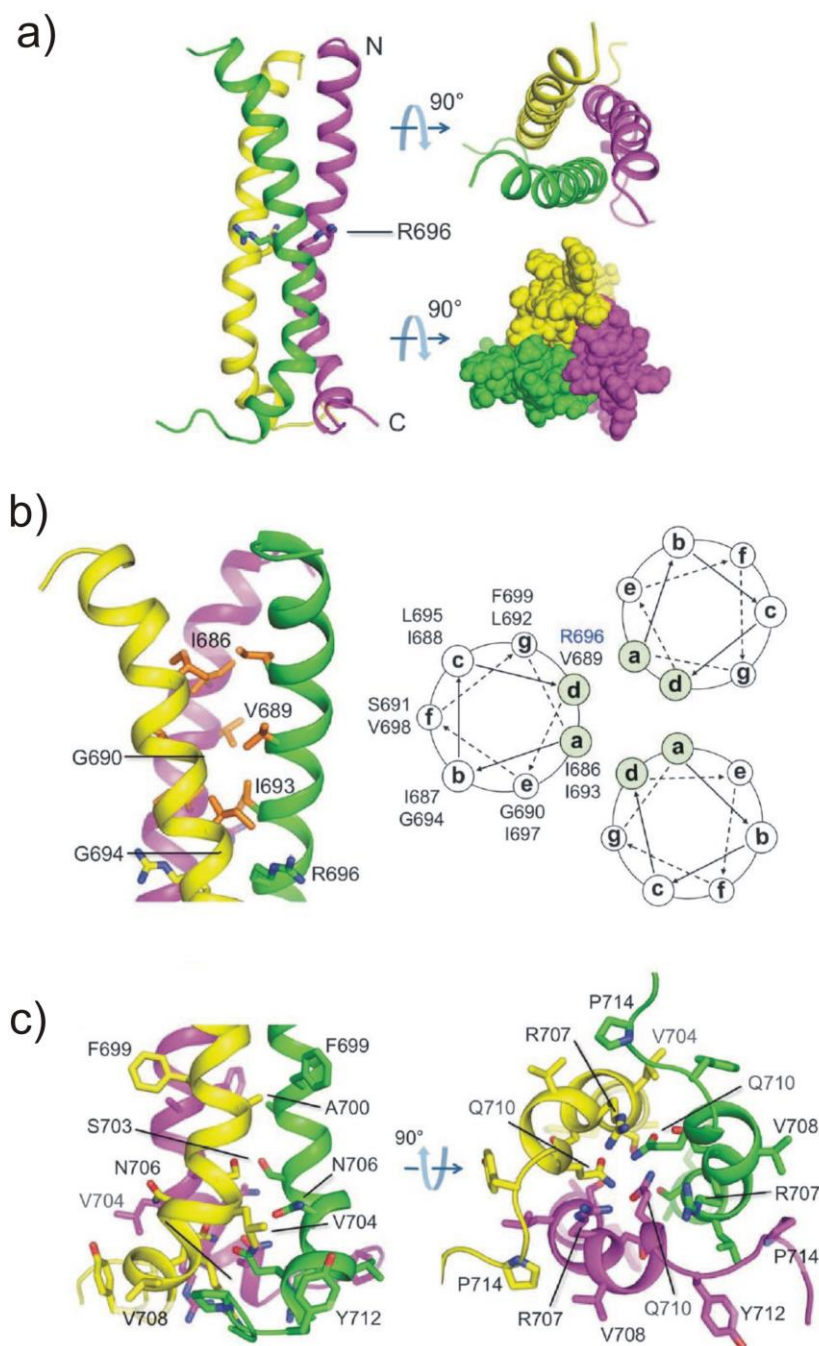 a)
N
90°
R696
90°
C
b)
I686
V689
G690
I693
G694
R696
L695
I688
F699
L692
R696
V689
S691
V698
I687
G694
G690
I697
I686
I693
c
g
d
a
e
b
f
b
f
c
g
d
a
e
a
e
b
f
c
g
d
c)
F699
F699
A700
S703
N706
N706
V704
V704
V708
Y712
90°
P714
R707
V704
Q710
Q710
V708
R707
P714
P714
R707
Q710
Y712
V708